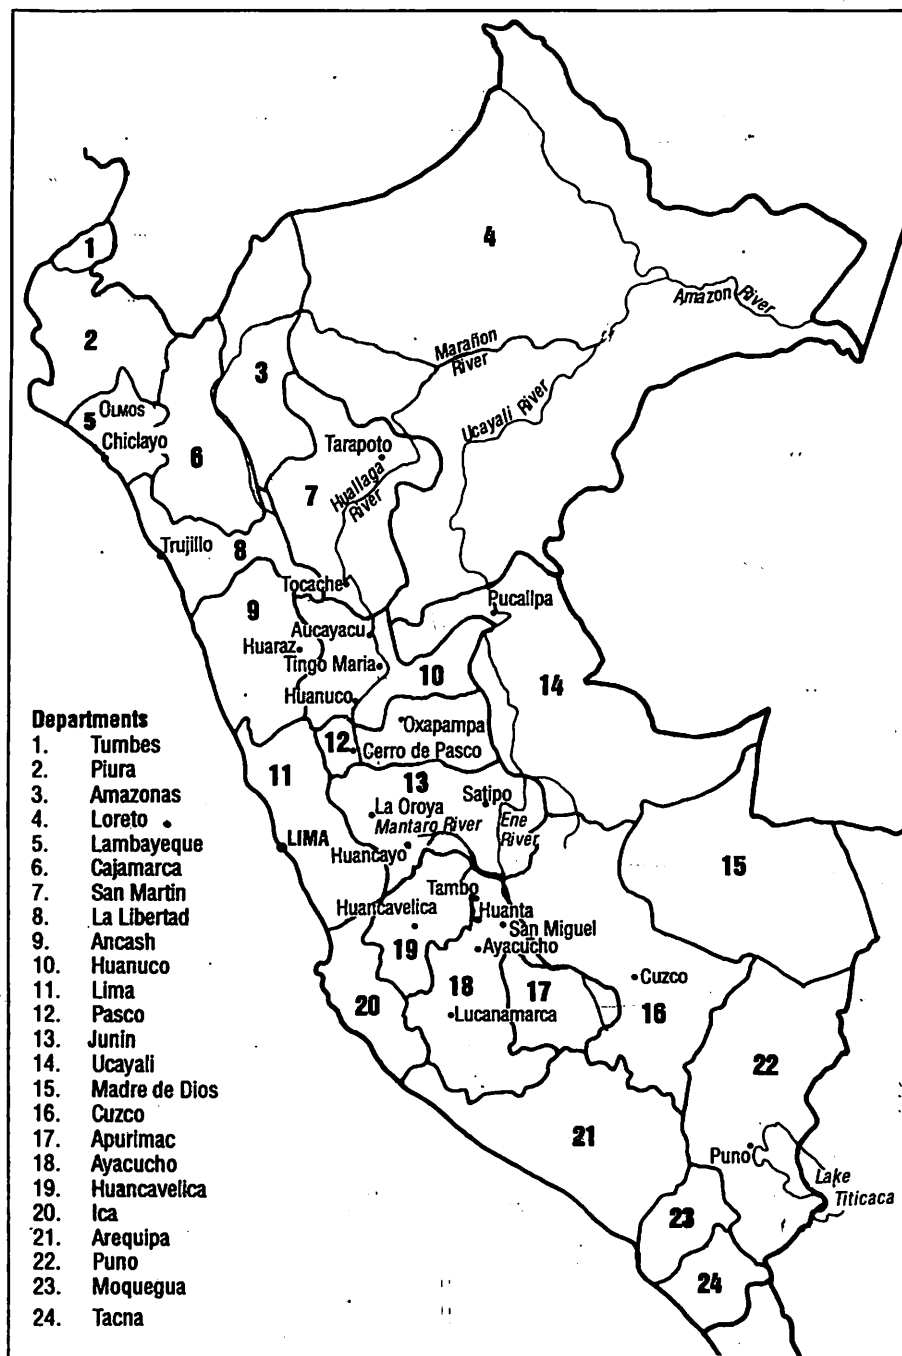 1
4
Amazon River
2
Marañon
River
3
Ucayali River
OLMOS
5
Chiclayo
6
Tarapoto
Huallaga
River
7
Trujillo
8
Tocache
Pucallpa
9
Aucayacu
Huaraz
Tingo Maria
10
14
Huanuco
Oxapampa
12
Cerro de Pasco
11
13
Satipo
La Oroya
Mantaro River
Ene
River
LIMA
Huancayo
15
Tambo
Huancavelica
Huanta
San Miguel
19
Ayacucho
Cuzco
18
17
20
16
Lucanamarca
22
21
Puno
Lake
Titicaca
23
24
Departments
1. Tumbes
2. Piura
3. Amazonas
4. Loreto
5. Lambayeque
6. Cajamarca
7. San Martin
8. La Libertad
9. Ancash
10. Huanuco
11. Lima
12. Pasco
13. Junin
14. Ucayali
15. Madre de Dios
16. Cuzco
17. Apurimac
18. Ayacucho
19. Huancavelica
20. Ica
21. Arequipa
22. Puno
23. Moquegua
24. Tacna